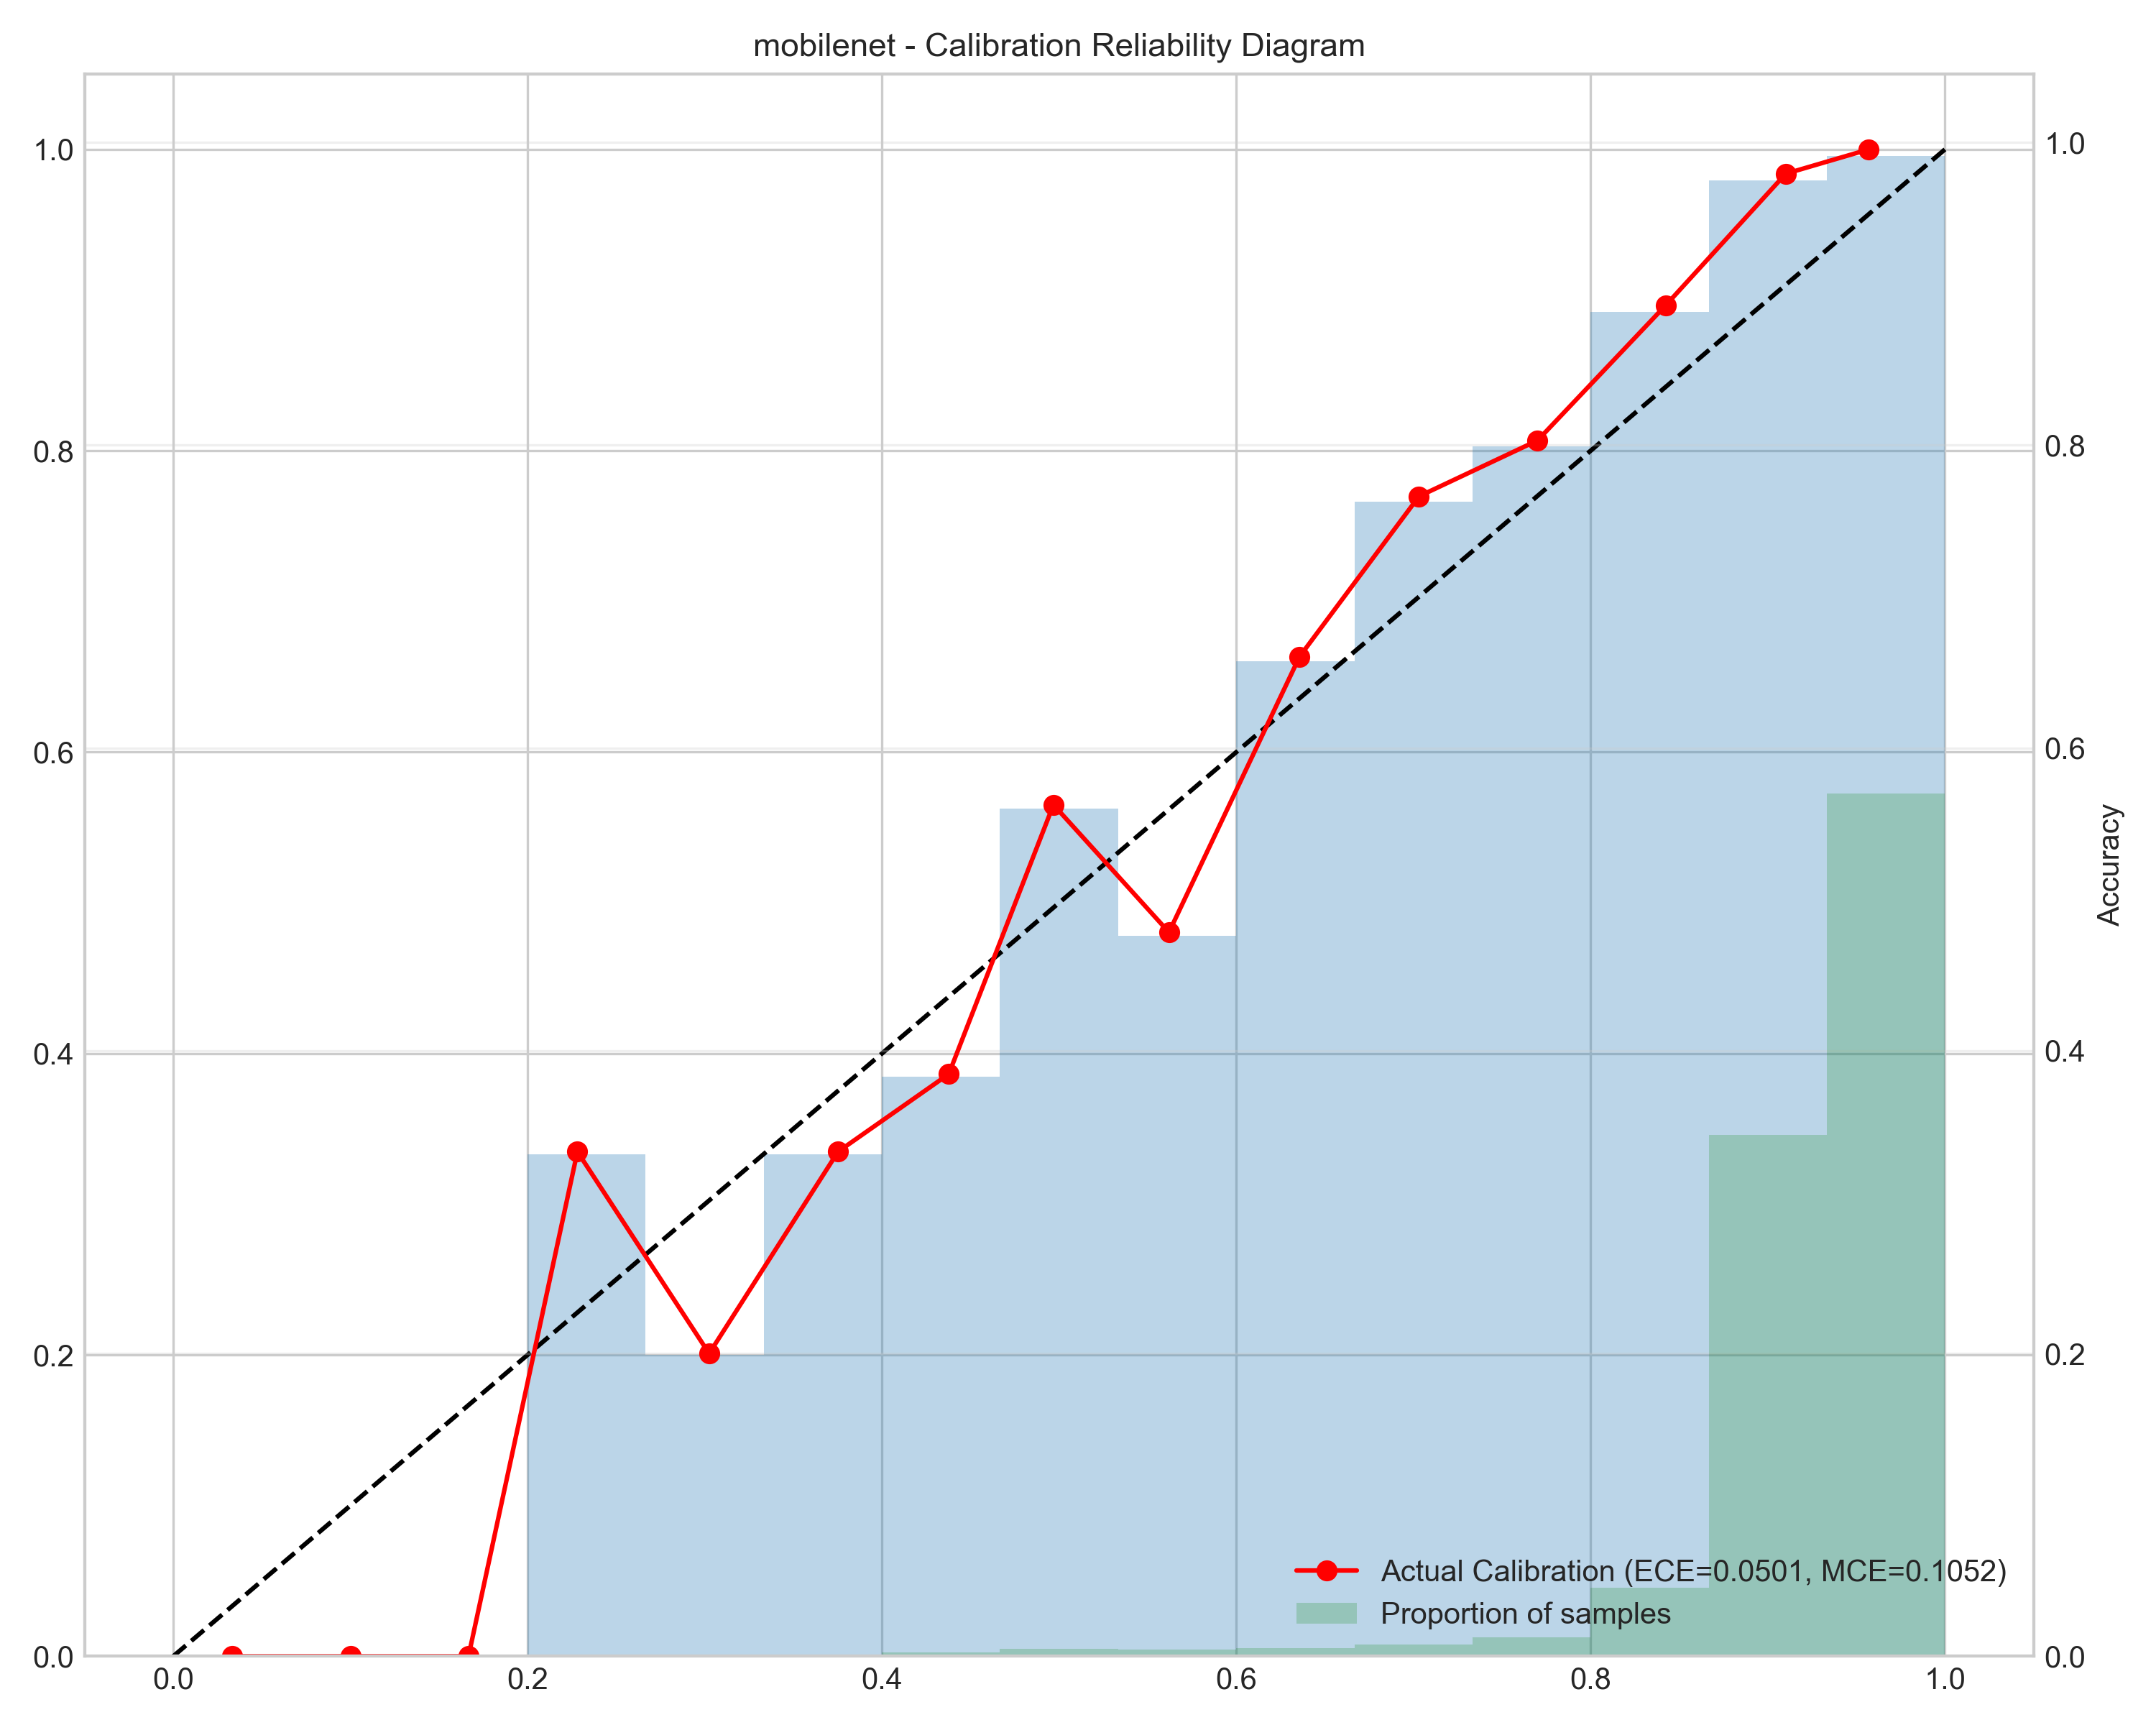 mobilenet - Calibration Reliability Diagram
1.0
0.8
0.6
0.4
0.2
0.0
1.0
0.8
0.6
0.4
0.2
0.0
Accuracy
Actual Calibration (ECE=0.0501, MCE=0.1052)
Proportion of samples
0.0 0.2 0.4 0.6 0.8 1.0